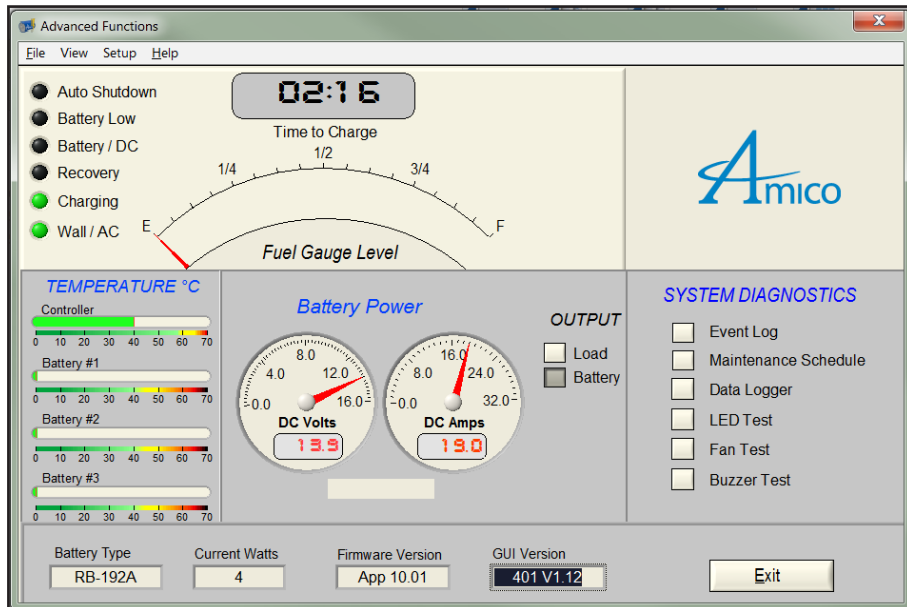 Advanced Functions
File View Setup Help
Auto Shutdown
Battery Low
Battery / DC
Recovery
Charging
Wall / AC
02:16
Time to Charge
E 1/4 1/2 3/4 F
Fuel Gauge Level
Amico
TEMPERATURE °C
Controller
0 10 20 30 40 50 60 70
Battery #1
0 10 20 30 40 50 60 70
Battery #2
0 10 20 30 40 50 60 70
Battery #3
0 10 20 30 40 50 60 70
Battery Power
0.0 4.0 8.0 12.0 16.0
DC Volts
13.9
0.0 8.0 16.0 24.0 32.0
DC Amps
19.0
OUTPUT
Load
Battery
SYSTEM DIAGNOSTICS
Event Log
Maintenance Schedule
Data Logger
LED Test
Fan Test
Buzzer Test
Battery Type
RB-192A
Current Watts
4
Firmware Version
App 10.01
GUI Version
401 V1.12
Exit